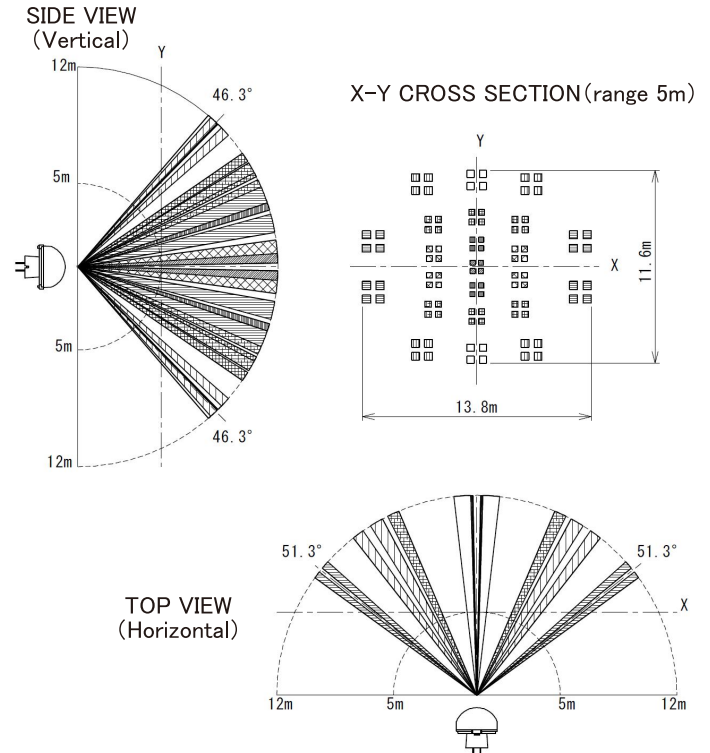 SIDE VIEW
(Vertical)
Y
12m
46.3°
5m
5m
46.3°
12m
X-Y CROSS SECTION(range 5m)
Y
X
11.6m
13.8m
51.3°
51.3°
TOP VIEW
(Horizontal)
X
12m
5m
5m
12m